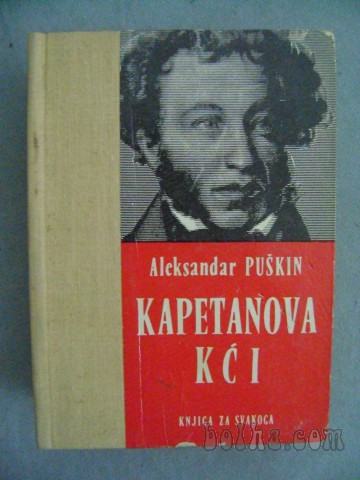 Aleksandar PUŠKIN
KAPETANOVA
KĆI
KNJIGA ZA SVAKOGA
bolha.com